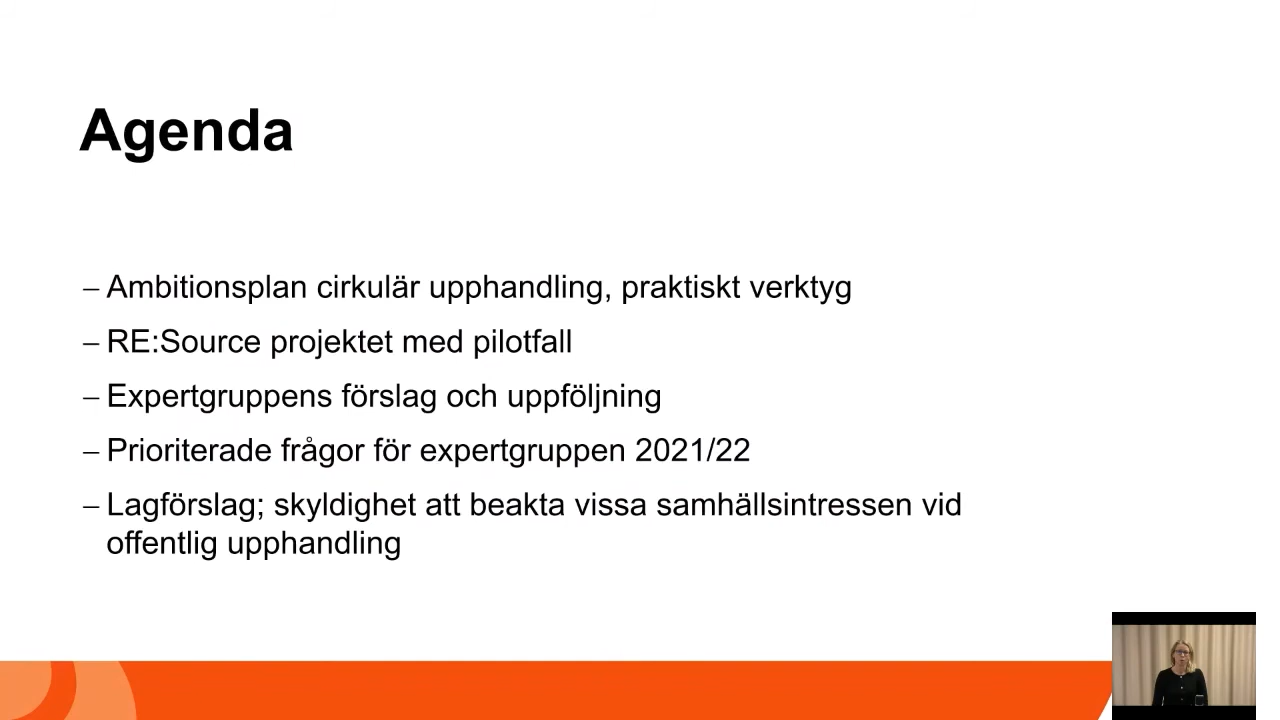 Agenda
– Ambitionsplan cirkulär upphandling, praktiskt verktyg
– RE:Source projektet med pilotfall
– Expertgruppens förslag och uppföljning
– Prioriterade frågor för expertgruppen 2021/22
– Lagförslag; skyldighet att beakta vissa samhällsintressen vid
offentlig upphandling